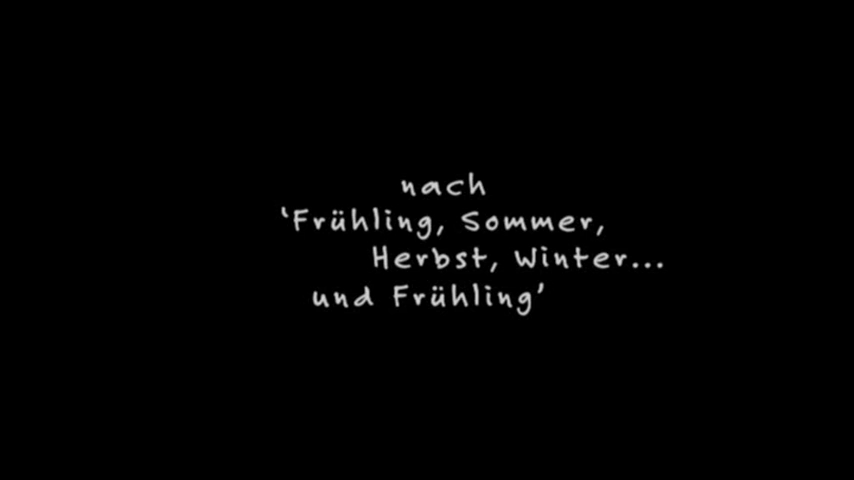 nach
‘Frühling, Sommer,
Herbst, Winter...
und Frühling’